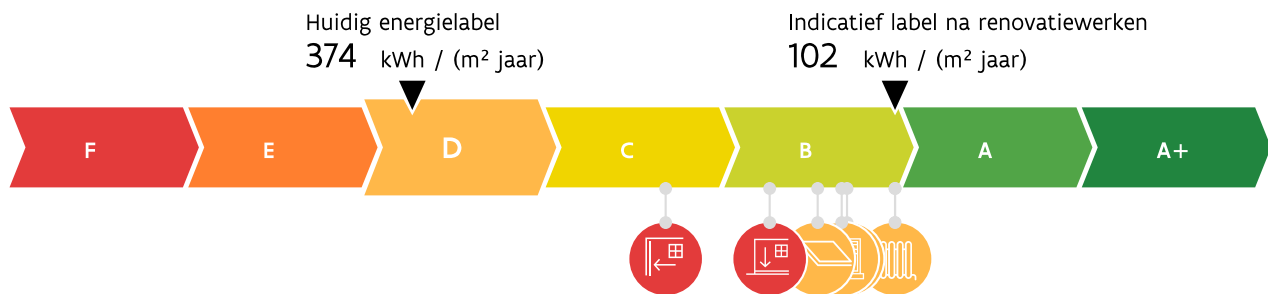 Huidig energielabel
374 kWh / (m² jaar)
Indicatief label na renovatiewerken
102 kWh / (m² jaar)
F
E
D
C
B
A
A+